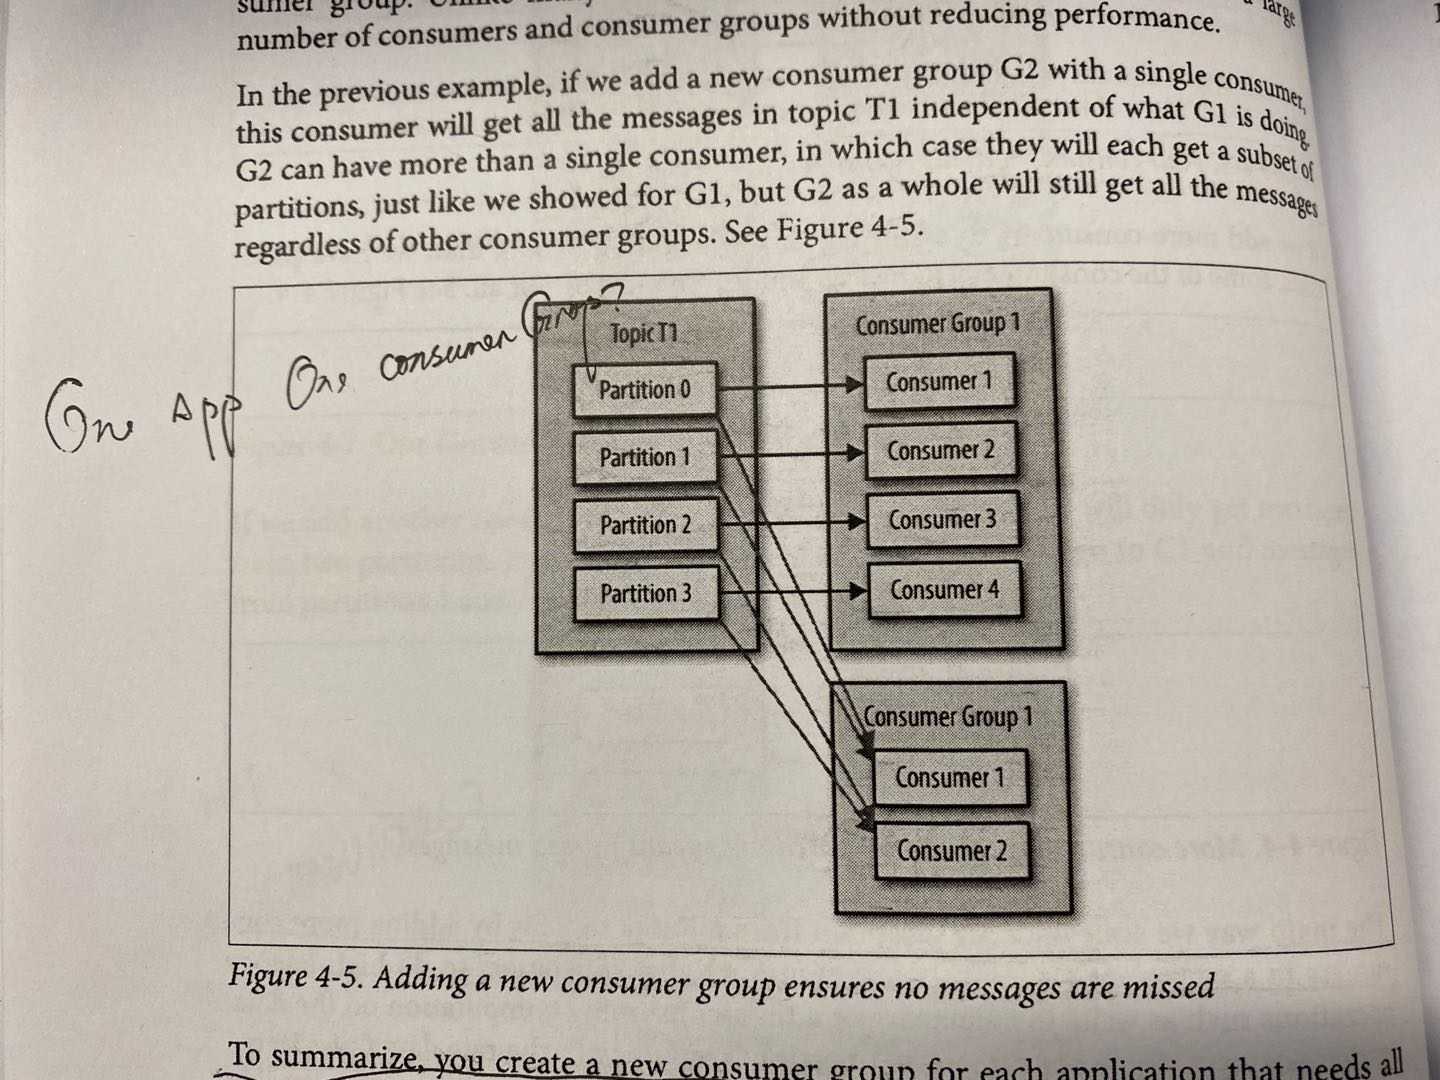 sumer group.
large
number of consumers and consumer groups without reducing performance.
In the previous example, if we add a new consumer group G2 with a single consumer,
this consumer will get all the messages in topic T1 independent of what G1 is doing.
G2 can have more than a single consumer, in which case they will each get a subset of
partitions, just like we showed for G1, but G2 as a whole will still get all the messages
regardless of other consumer groups. See Figure 4-5.
One App One consumer Group?
Topic T1
Partition 0
Partition 1
Partition 2
Partition 3
Consumer Group 1
Consumer 1
Consumer 2
Consumer 3
Consumer 4
Consumer Group 1
Consumer 1
Consumer 2
Figure 4-5. Adding a new consumer group ensures no messages are missed
To summarize, you create a new consumer group for each application that needs all